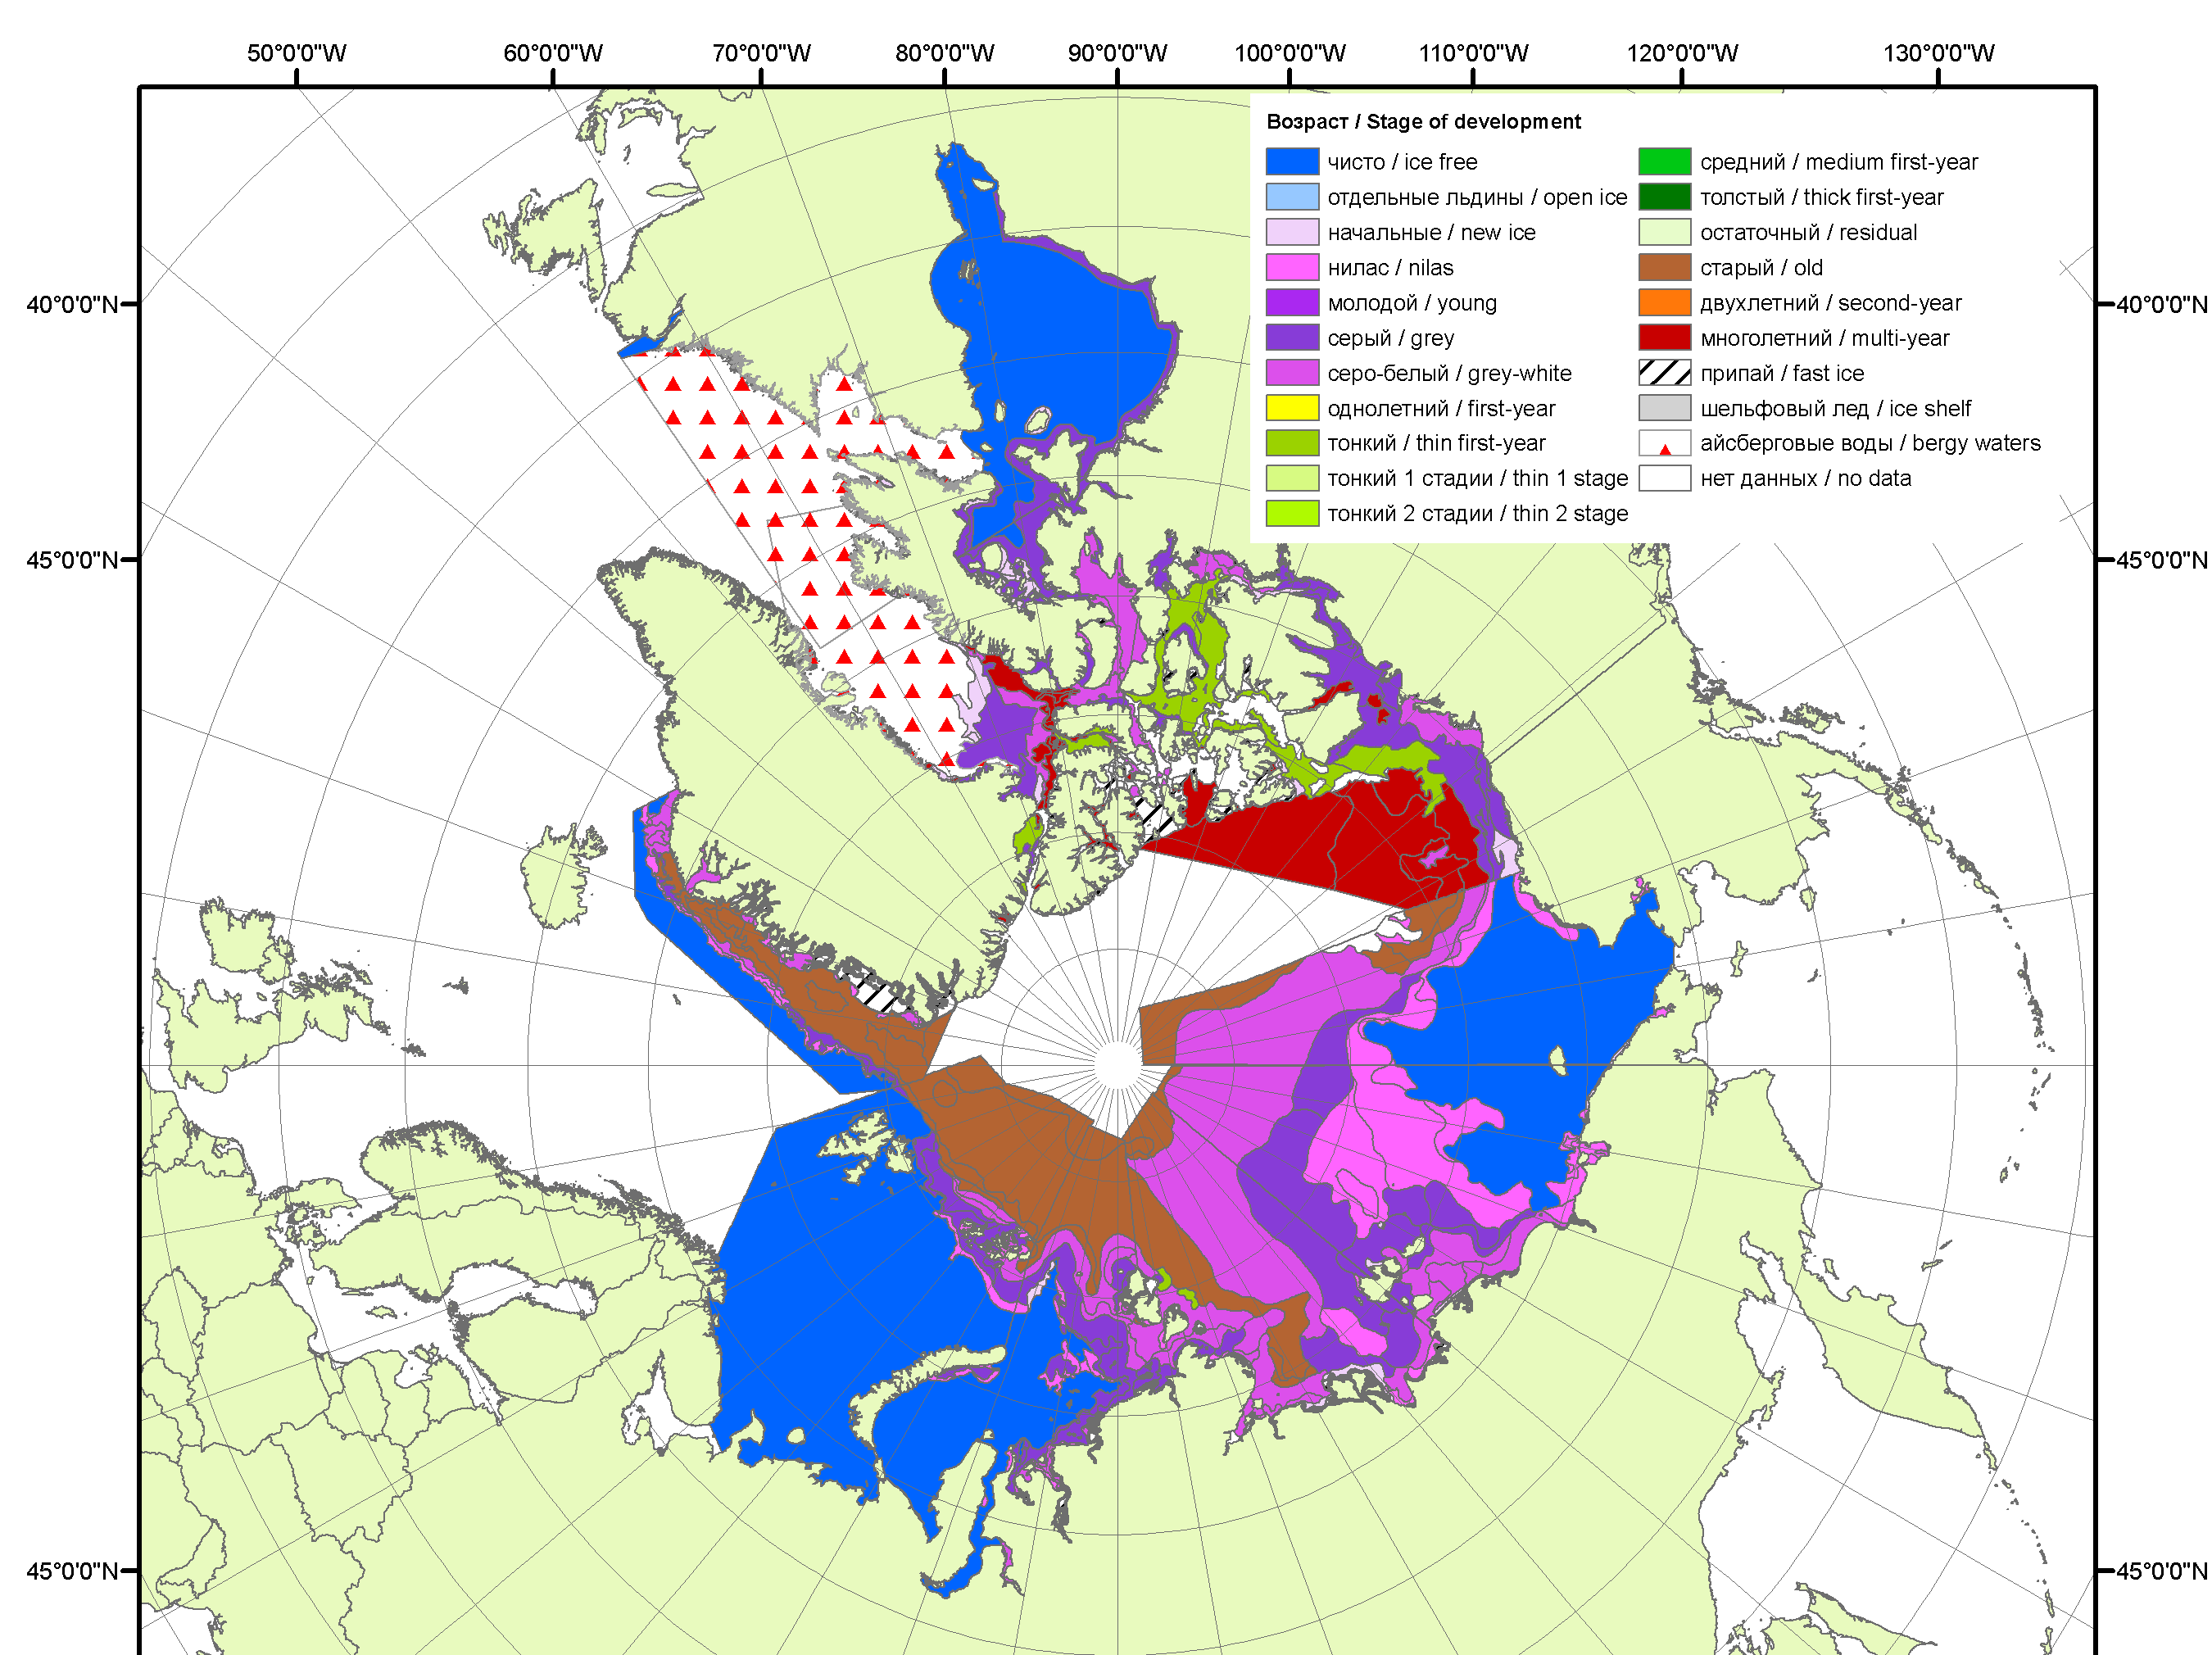 50°0'0"W 60°0'0"W 70°0'0"W 80°0'0"W 90°0'0"W 100°0'0"W 110°0'0"W 120°0'0"W 130°0'0"W
Возраст / Stage of development
чисто / ice free
отдельные льдины / open ice
начальные / new ice
нилас / nilas
молодой / young
серый / grey
серо-белый / grey-white
однолетний / first-year
тонкий / thin first-year
тонкий 1 стадии / thin 1 stage
тонкий 2 стадии / thin 2 stage
средний / medium first-year
толстый / thick first-year
остаточный / residual
старый / old
двухлетний / second-year
многолетний / multi-year
припай / fast ice
шельфовый лед / ice shelf
айсберговые воды / bergy waters
нет данных / no data
40°0'0"N 40°0'0"N
45°0'0"N 45°0'0"N
45°0'0"N 45°0'0"N